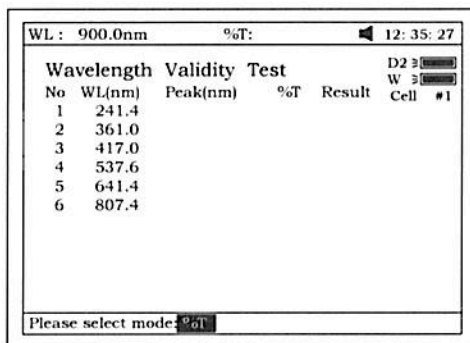 WL : 900.0nm %T: 12: 35: 27
Wavelength Validity Test
D2
W
Cell #1
No WL(nm) Peak(nm) %T Result
1 241.4
2 361.0
3 417.0
4 537.6
5 641.4
6 807.4
Please select mode: %T